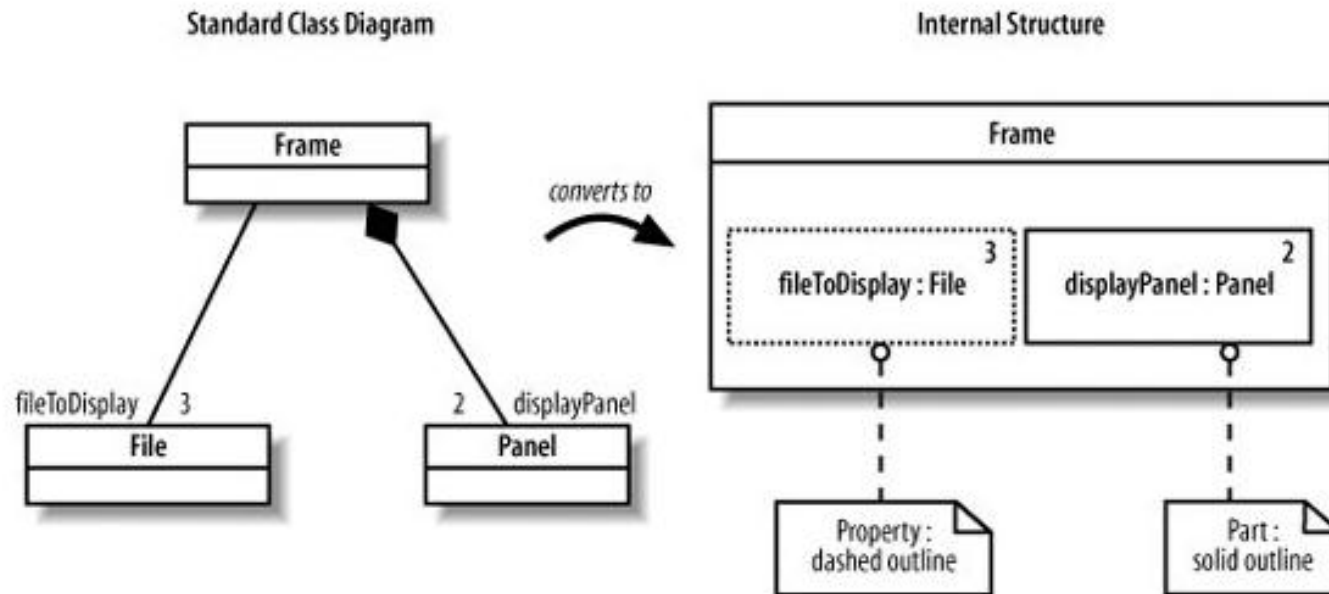 Standard Class Diagram
Internal Structure
Frame
Frame
converts to
3
fileToDisplay : File
2
displayPanel : Panel
fileToDisplay 3
2 displayPanel
File
Panel
Property :
dashed outline
Part :
solid outline